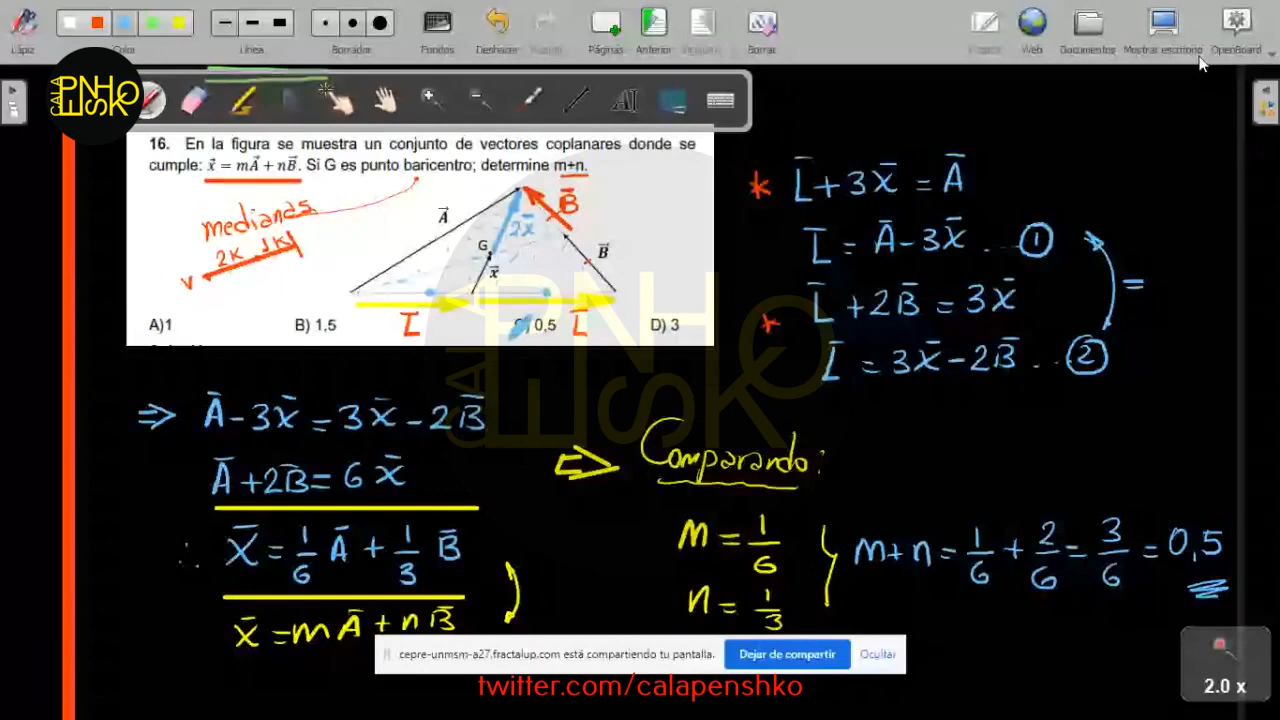 Lápiz Color Línea Borrador Fondos Deshacer Páginas Anterior Borrar Web Documentos Mostrar escritorio OpenBoard
CALA PENSHKO
16. En la figura se muestra un conjunto de vectores coplanares donde se
cumple: x⃗ = mA⃗ + nB⃗. Si G es punto baricentro; determine m+n.
medianas
2K 1K
V
A⃗
B̅
2x̅
G
B⃗
x⃗
L̅ L̅
A)1 B) 1,5 C) 0,5 D) 3
* L̅ + 3x̅ = A̅
L̅ = A̅ - 3x̅ ... ①
=
* L̅ + 2B̅ = 3x̅
L̅ = 3x̅ - 2B̅ ... ②
⇒ A̅ - 3x̅ = 3x̅ - 2B̅
A̅ + 2B̅ = 6x̅
∴ x̅ = 1/6 A̅ + 1/3 B̅
x̅ = mA̅ + nB̅
⇒ Comparando:
m = 1/6
n = 1/3
m+n = 1/6 + 2/6 = 3/6 = 0,5
cepre-unmsm-a27.fractalup.com está compartiendo tu pantalla. Dejar de compartir Ocultar
twitter.com/calapenshko
2.0 x